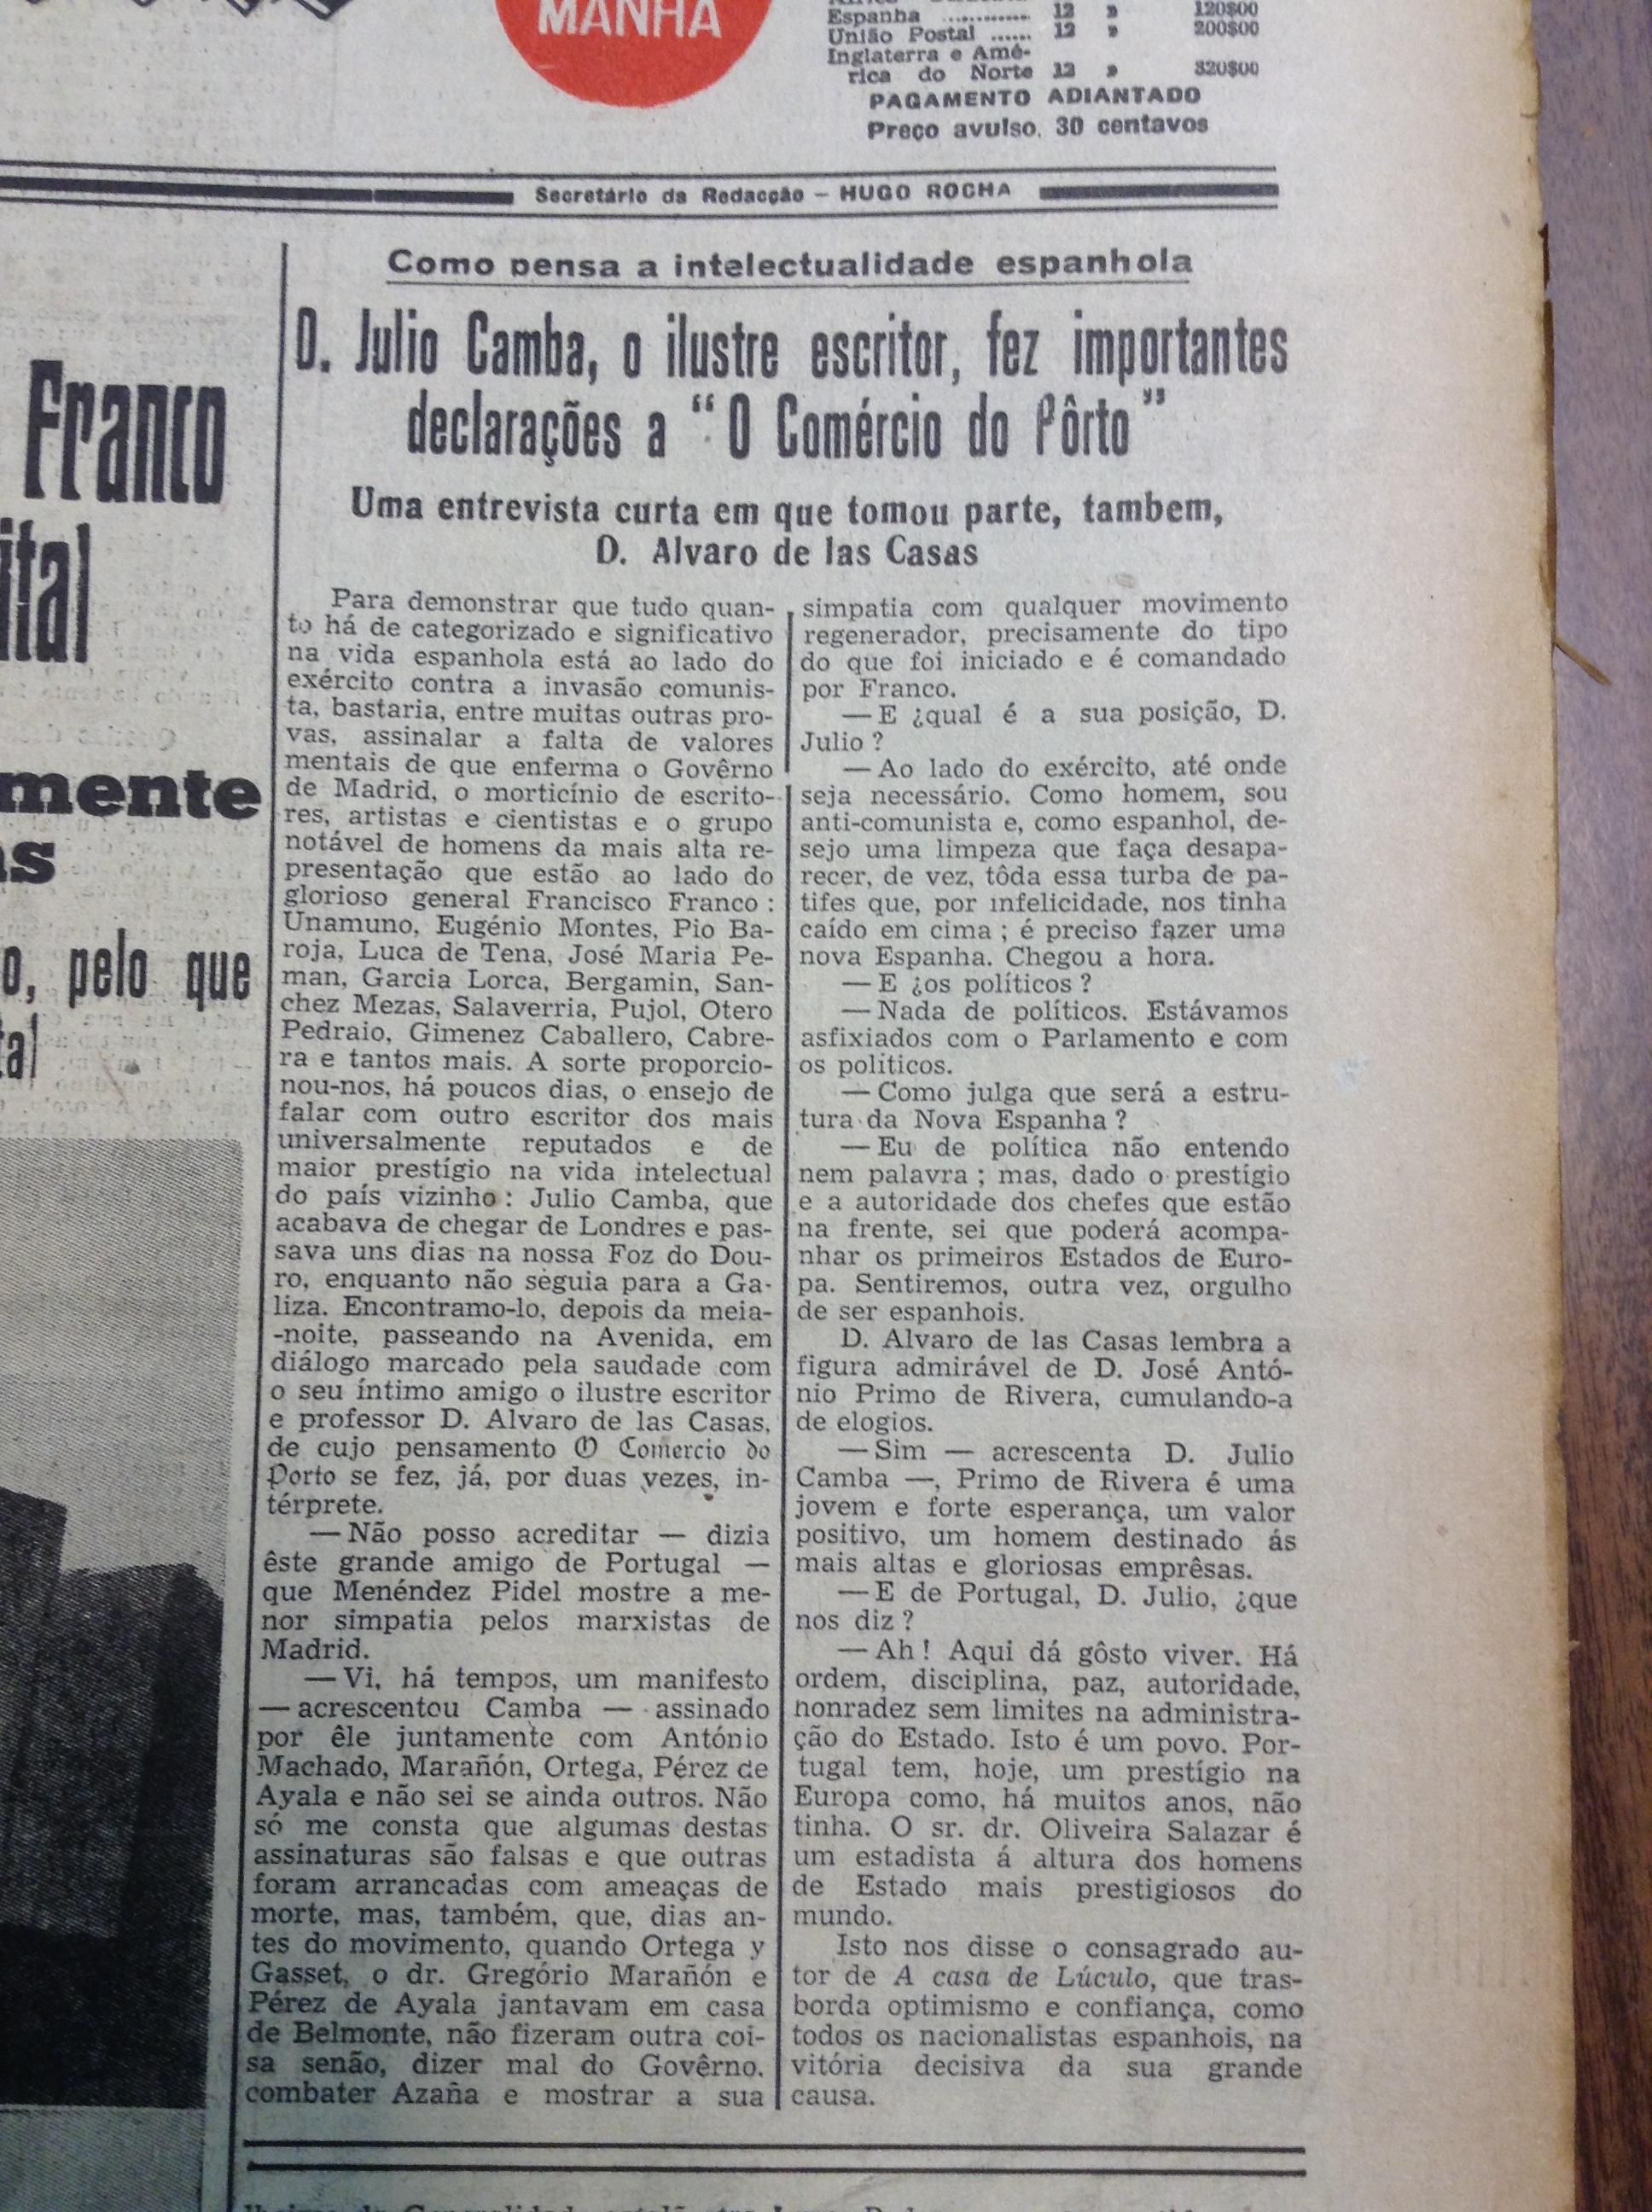 MANHA
Espanha ............ 12 » 120$00
União Postal ...... 12 » 200$00
Inglaterra e Amé-
rica do Norte 12 » 320$00
PAGAMENTO ADIANTADO
Preço avulso, 30 centavos
Secretário da Redacção — HUGO ROCHA
Franco
mente
o, pelo que
Como pensa a intelectualidade espanhola
D. Julio Camba, o ilustre escritor, fez importantes
declarações a “O Comércio do Pôrto”
Uma entrevista curta em que tomou parte, tambem,
D. Alvaro de las Casas
Para demonstrar que tudo quan-
to há de categorizado e significativo
na vida espanhola está ao lado do
exército contra a invasão comunis-
ta, bastaria, entre muitas outras pro-
vas, assinalar a falta de valores
mentais de que enferma o Govêrno
de Madrid, o morticínio de escrito-
res, artistas e cientistas e o grupo
notável de homens da mais alta re-
presentação que estão ao lado do
glorioso general Francisco Franco :
Unamuno, Eugénio Montes, Pio Ba-
roja, Luca de Tena, José Maria Pe-
man, Garcia Lorca, Bergamin, San-
chez Mezas, Salaverria, Pujol, Otero
Pedraio, Gimenez Caballero, Cabre-
ra e tantos mais. A sorte proporcio-
nou-nos, há poucos dias, o ensejo de
falar com outro escritor dos mais
universalmente reputados e de
maior prestígio na vida intelectual
do país vizinho : Julio Camba, que
acabava de chegar de Londres e pas-
sava uns dias na nossa Foz do Dou-
ro, enquanto não seguia para a Ga-
liza. Encontramo-lo, depois da meia-
-noite, passeando na Avenida, em
diálogo marcado pela saudade com
o seu íntimo amigo o ilustre escritor
e professor D. Alvaro de las Casas,
de cujo pensamento O Comercio do
Porto se fez, já, por duas vezes, in-
térprete.
— Não posso acreditar — dizia
êste grande amigo de Portugal —
que Menéndez Pidel mostre a me-
nor simpatia pelos marxistas de
Madrid.
— Vi, há tempos, um manifesto
— acrescentou Camba — assinado
por êle juntamente com António
Machado, Marañón, Ortega, Pérez de
Ayala e não sei se ainda outros. Não
só me consta que algumas destas
assinaturas são falsas e que outras
foram arrancadas com ameaças de
morte, mas, também, que, dias an-
tes do movimento, quando Ortega y
Gasset, o dr. Gregório Marañón e
Pérez de Ayala jantavam em casa
de Belmonte, não fizeram outra coi-
sa senão, dizer mal do Govêrno,
combater Azaña e mostrar a sua
simpatia com qualquer movimento
regenerador, precisamente do tipo
do que foi iniciado e é comandado
por Franco.
— E ¿qual é a sua posição, D.
Julio ?
— Ao lado do exército, até onde
seja necessário. Como homem, sou
anti-comunista e, como espanhol, de-
sejo uma limpeza que faça desapa-
recer, de vez, tôda essa turba de pa-
tifes que, por infelicidade, nos tinha
caído em cima ; é preciso fazer uma
nova Espanha. Chegou a hora.
— E ¿os políticos ?
— Nada de políticos. Estávamos
asfixiados com o Parlamento e com
os políticos.
— Como julga que será a estru-
tura da Nova Espanha ?
— Eu de política não entendo
nem palavra ; mas, dado o prestígio
e a autoridade dos chefes que estão
na frente, sei que poderá acompa-
nhar os primeiros Estados de Euro-
pa. Sentiremos, outra vez, orgulho
de ser espanhois.
D. Alvaro de las Casas lembra a
figura admirável de D. José Antó-
nio Primo de Rivera, cumulando-a
de elogios.
— Sim — acrescenta D. Julio
Camba —, Primo de Rivera é uma
jovem e forte esperança, um valor
positivo, um homem destinado ás
mais altas e gloriosas emprêsas.
— E de Portugal, D. Julio, ¿que
nos diz ?
— Ah ! Aqui dá gôsto viver. Há
ordem, disciplina, paz, autoridade,
honradez sem limites na administra-
ção do Estado. Isto é um povo. Por-
tugal tem, hoje, um prestígio na
Europa como, há muitos anos, não
tinha. O sr. dr. Oliveira Salazar é
um estadista á altura dos homens
de Estado mais prestigiosos do
mundo.
Isto nos disse o consagrado au-
tor de A casa de Lúculo, que tras-
borda optimismo e confiança, como
todos os nacionalistas espanhois, na
vitória decisiva da sua grande
causa.